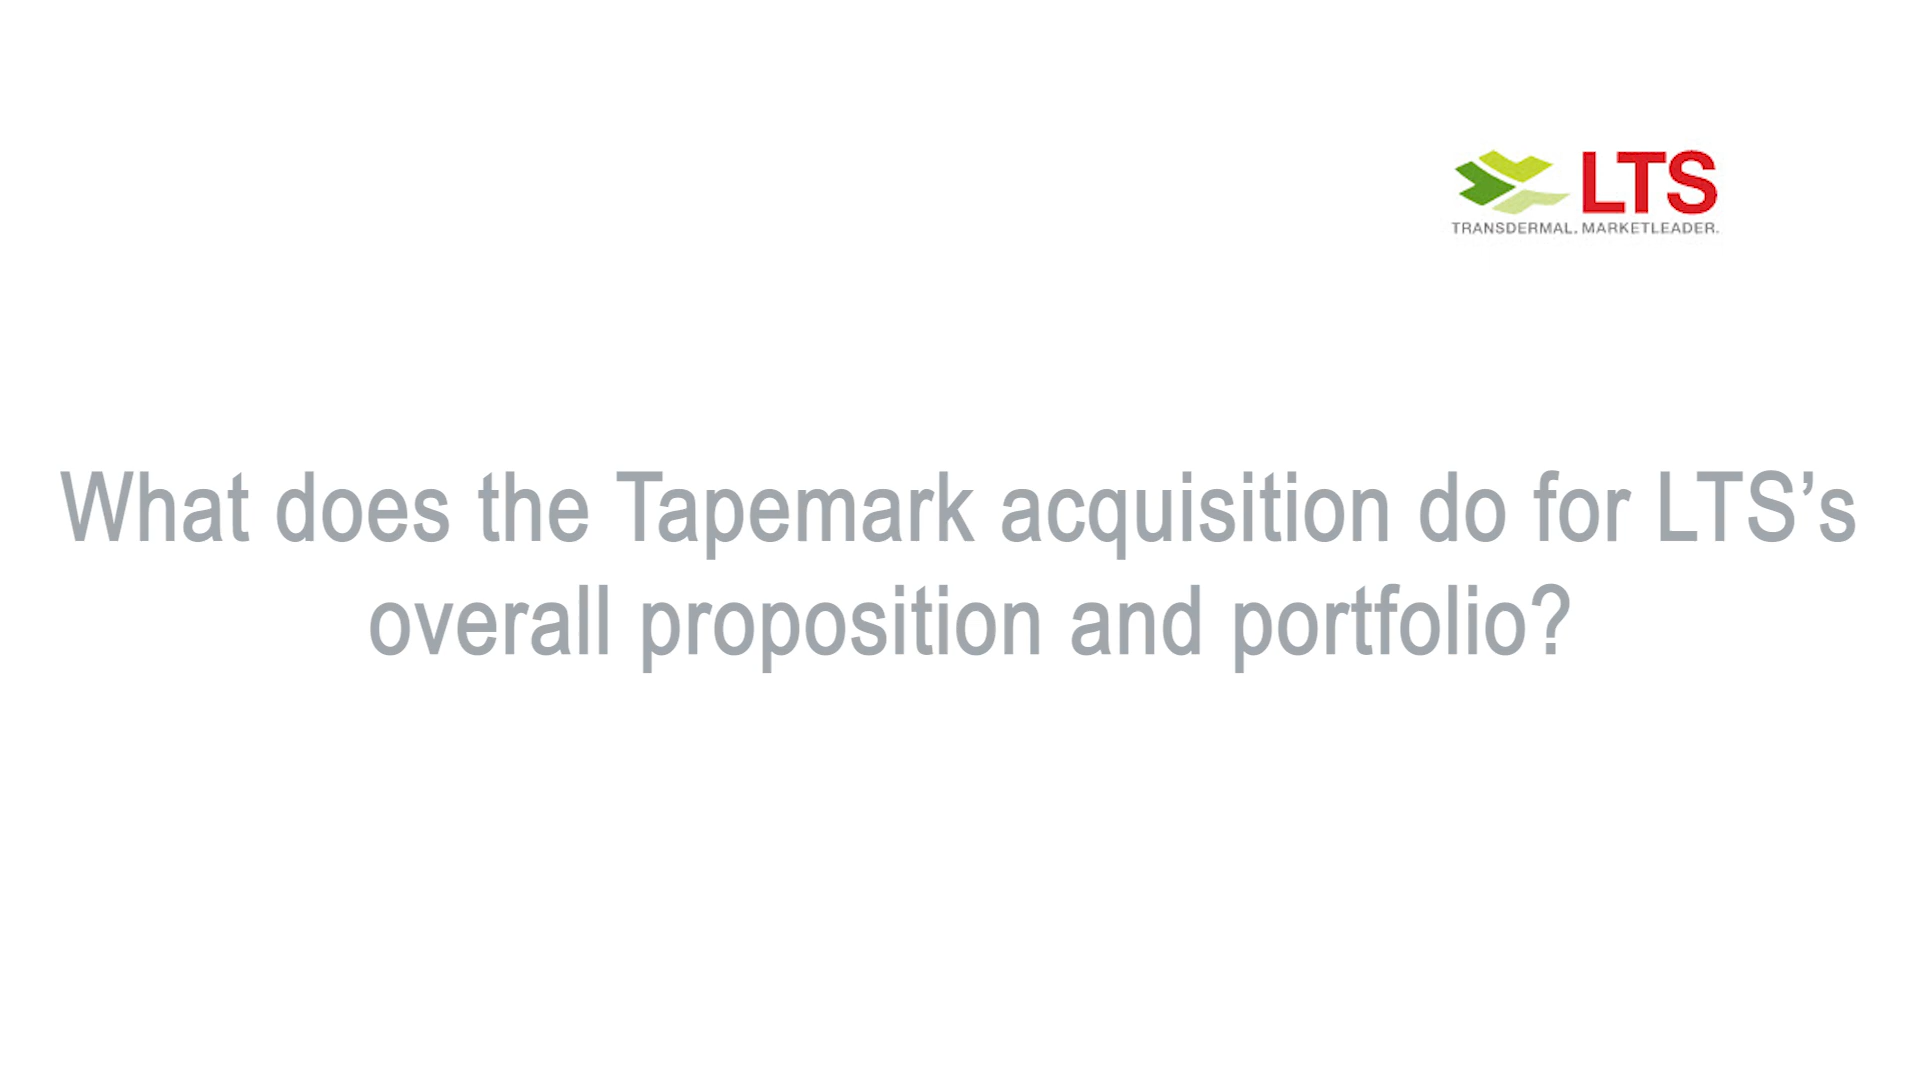 LTS
TRANSDERMAL. MARKETLEADER.
What does the Tapemark acquisition do for LTS’s
overall proposition and portfolio?